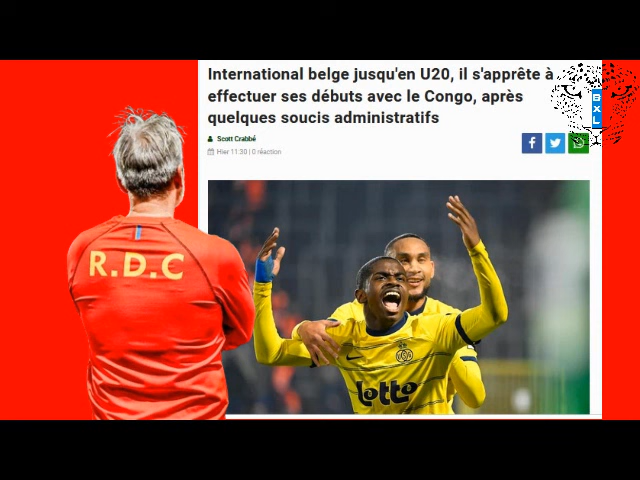 International belge jusqu'en U20, il s'apprête à
effectuer ses débuts avec le Congo, après
quelques soucis administratifs
Scott Crabbé
Hier 11:30 | 0 réaction
BXL
R.D.C
Lotto